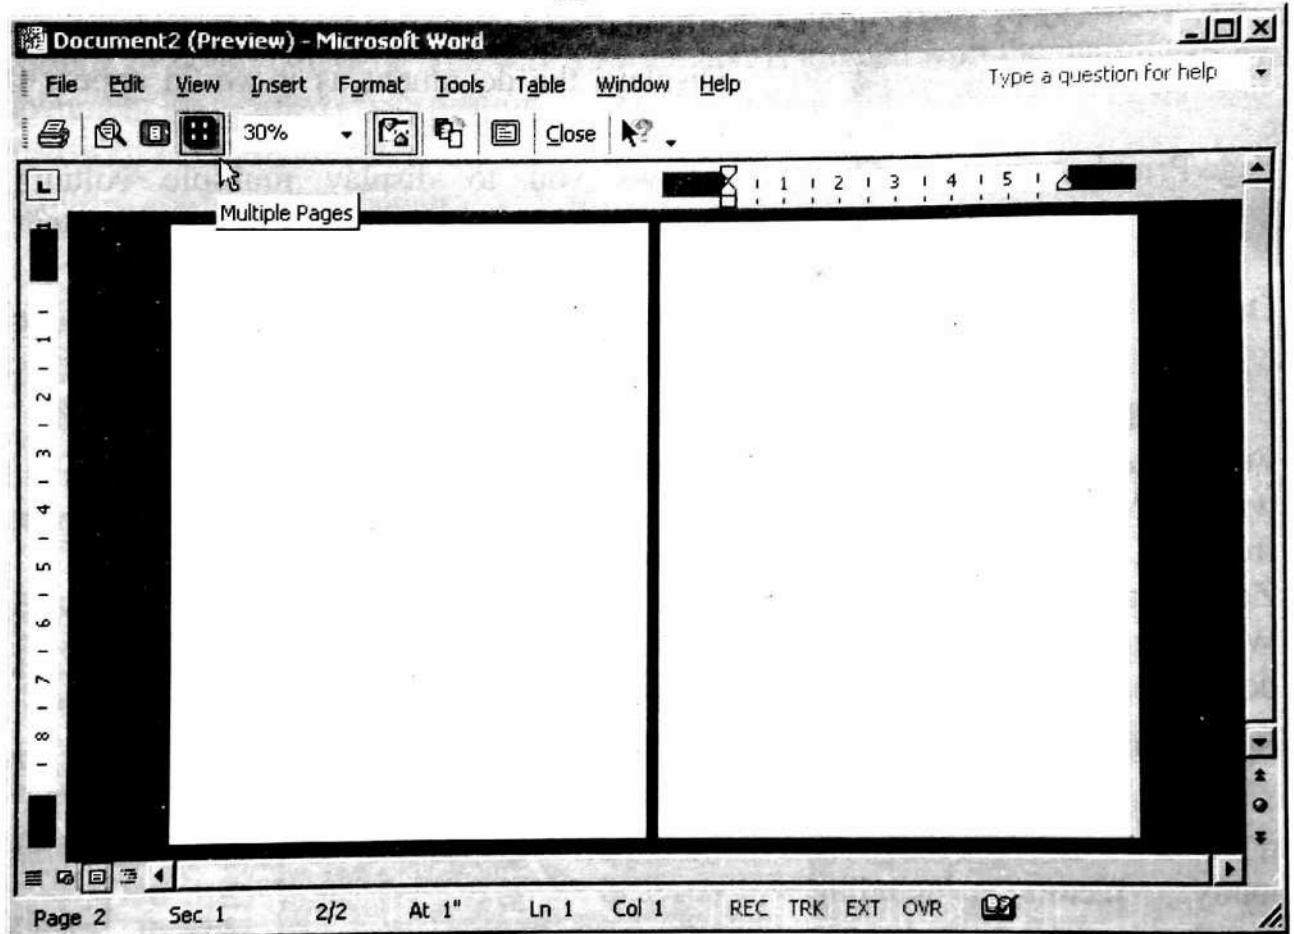 Document2 (Preview) - Microsoft Word
File Edit View Insert Format Tools Table Window Help Type a question for help
30% Close
L 1 2 3 4 5
Multiple Pages
1
2
3
4
5
6
7
8
Page 2 Sec 1 2/2 At 1" Ln 1 Col 1 REC TRK EXT OVR